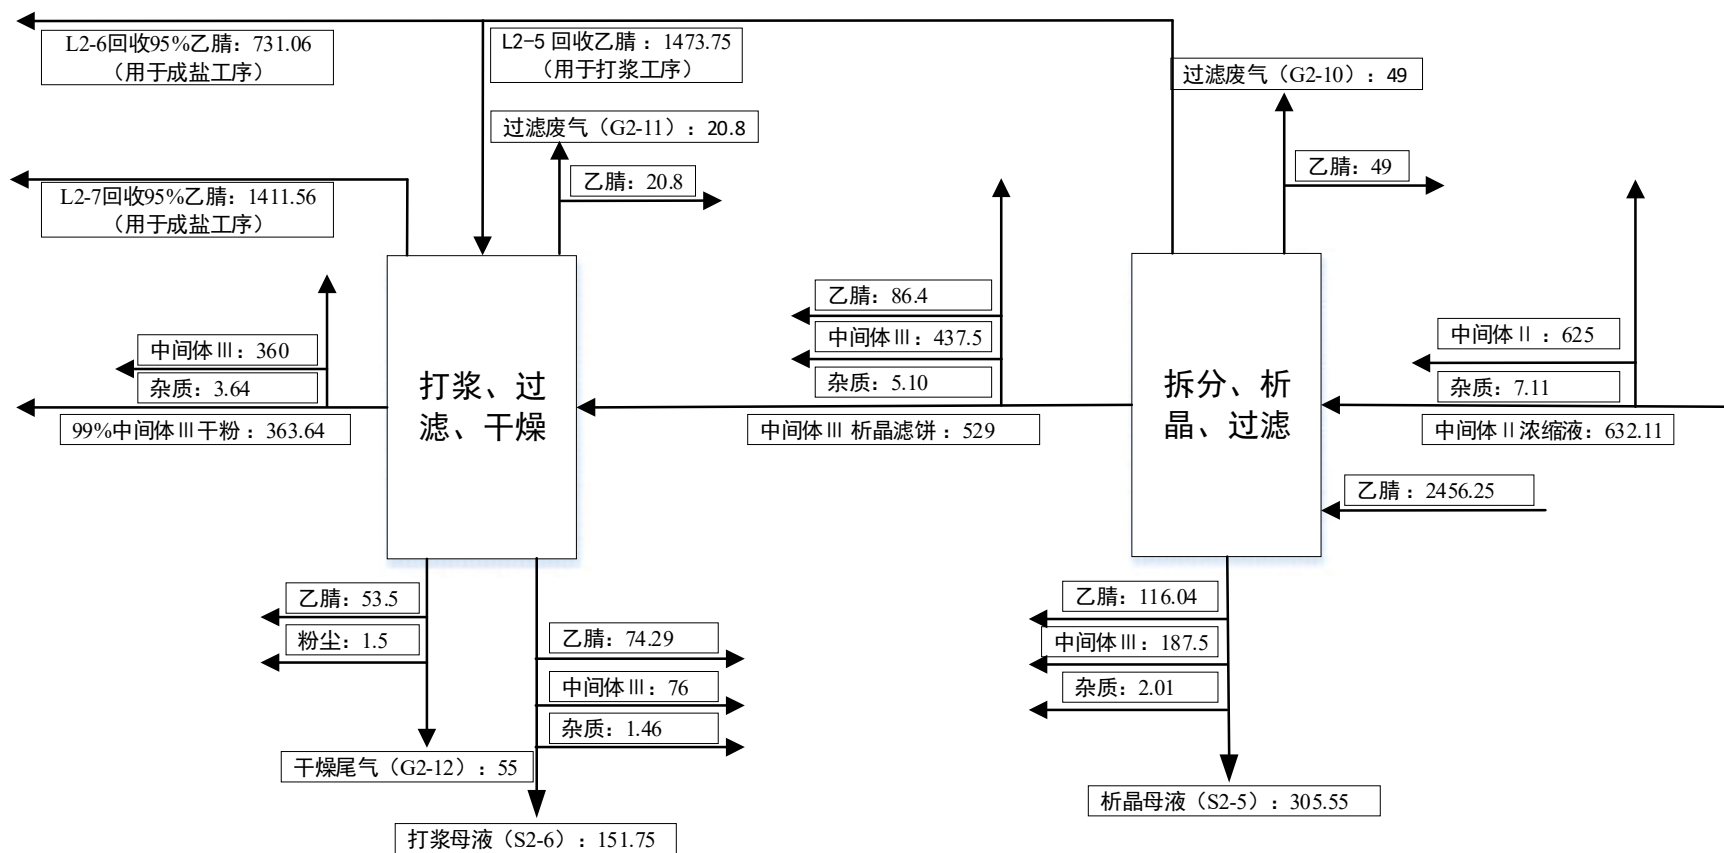 L2-6回收95%乙腈：731.06
（用于成盐工序）
L2-5 回收乙腈 ：1473.75
（用于打浆工序）
过滤废气（G2-10）：49
过滤废气（G2-11）：20.8
乙腈：49
乙腈：20.8
L2-7回收95%乙腈：1411.56
（用于成盐工序）
乙腈：86.4
中间体Ⅲ：437.5
杂质：5.10
中间体Ⅲ 析晶滤饼 ：529
中间体Ⅱ ：625
杂质：7.11
中间体Ⅱ浓缩液：632.11
乙腈 ：2456.25
中间体Ⅲ：360
杂质：3.64
99%中间体Ⅲ干粉：363.64
打浆、过
滤、干燥
拆分、析
晶、过滤
乙腈：53.5
粉尘：1.5
干燥尾气（G2-12）：55
乙腈：74.29
中间体Ⅲ：76
杂质：1.46
打浆母液（S2-6）：151.75
乙腈：116.04
中间体Ⅲ：187.5
杂质：2.01
析晶母液（S2-5）：305.55